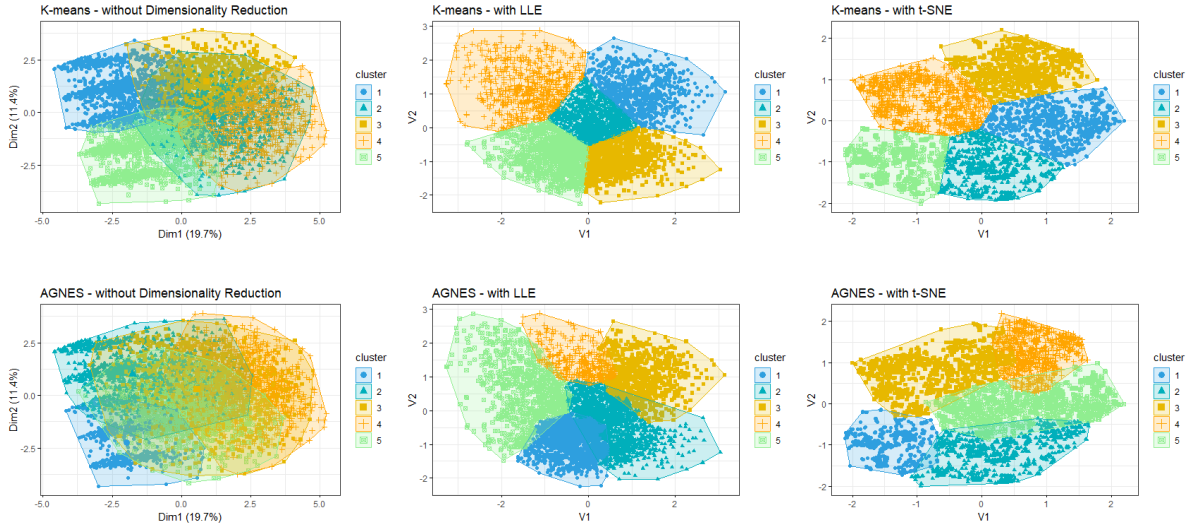 K-means - without Dimensionality Reduction
2.5
0.0
-2.5
Dim2 (11.4%)
-5.0 -2.5 0.0 2.5 5.0
Dim1 (19.7%)
cluster
1
2
3
4
5
K-means - with LLE
3
2
1
0
-1
-2
V2
-2 0 2
V1
cluster
1
2
3
4
5
K-means - with t-SNE
2
1
0
-1
-2
V2
-2 -1 0 1 2
V1
cluster
1
2
3
4
5
AGNES - without Dimensionality Reduction
2.5
0.0
-2.5
Dim2 (11.4%)
-5.0 -2.5 0.0 2.5 5.0
Dim1 (19.7%)
cluster
1
2
3
4
5
AGNES - with LLE
3
2
1
0
-1
-2
V2
-2 0 2
V1
cluster
1
2
3
4
5
AGNES - with t-SNE
2
1
0
-1
-2
V2
-2 -1 0 1 2
V1
cluster
1
2
3
4
5